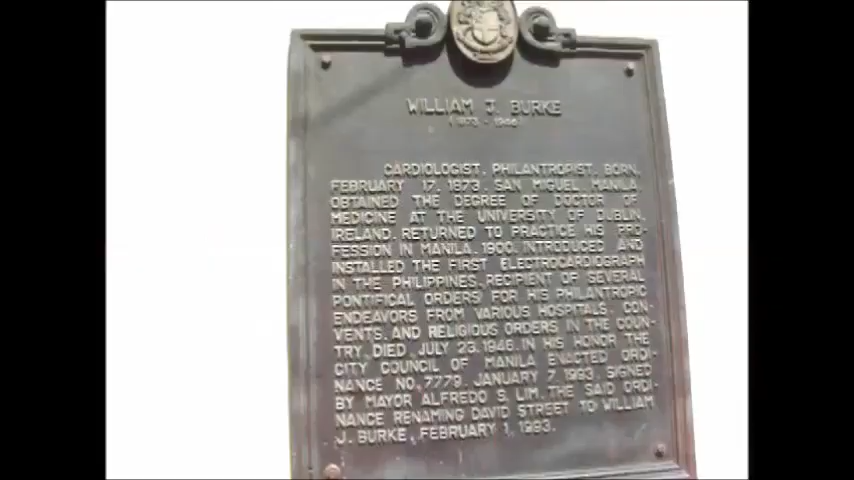 WILLIAM J. BURKE
(1873 - 1946)
CARDIOLOGIST, PHILANTROPIST. BORN,
FEBRUARY 17, 1873, SAN MIGUEL, MANILA
OBTAINED THE DEGREE OF DOCTOR OF
MEDICINE AT THE UNIVERSITY OF DUBLIN,
IRELAND. RETURNED TO PRACTICE HIS PRO-
FESSION IN MANILA, 1900. INTRODUCED AND
INSTALLED THE FIRST ELECTROCARDIOGRAPH
IN THE PHILIPPINES. RECIPIENT OF SEVERAL
PONTIFICAL ORDERS FOR HIS PHILANTROPIC
ENDEAVORS FROM VARIOUS HOSPITALS, CON-
VENTS, AND RELIGIOUS ORDERS IN THE COUN-
TRY. DIED, JULY 23, 1946. IN HIS HONOR THE
CITY COUNCIL OF MANILA ENACTED ORDI-
NANCE NO. 7779, JANUARY 7, 1993, SIGNED
BY MAYOR ALFREDO S. LIM. THE SAID ORDI-
NANCE RENAMING DAVID STREET TO WILLIAM
J. BURKE, FEBRUARY 1, 1993.